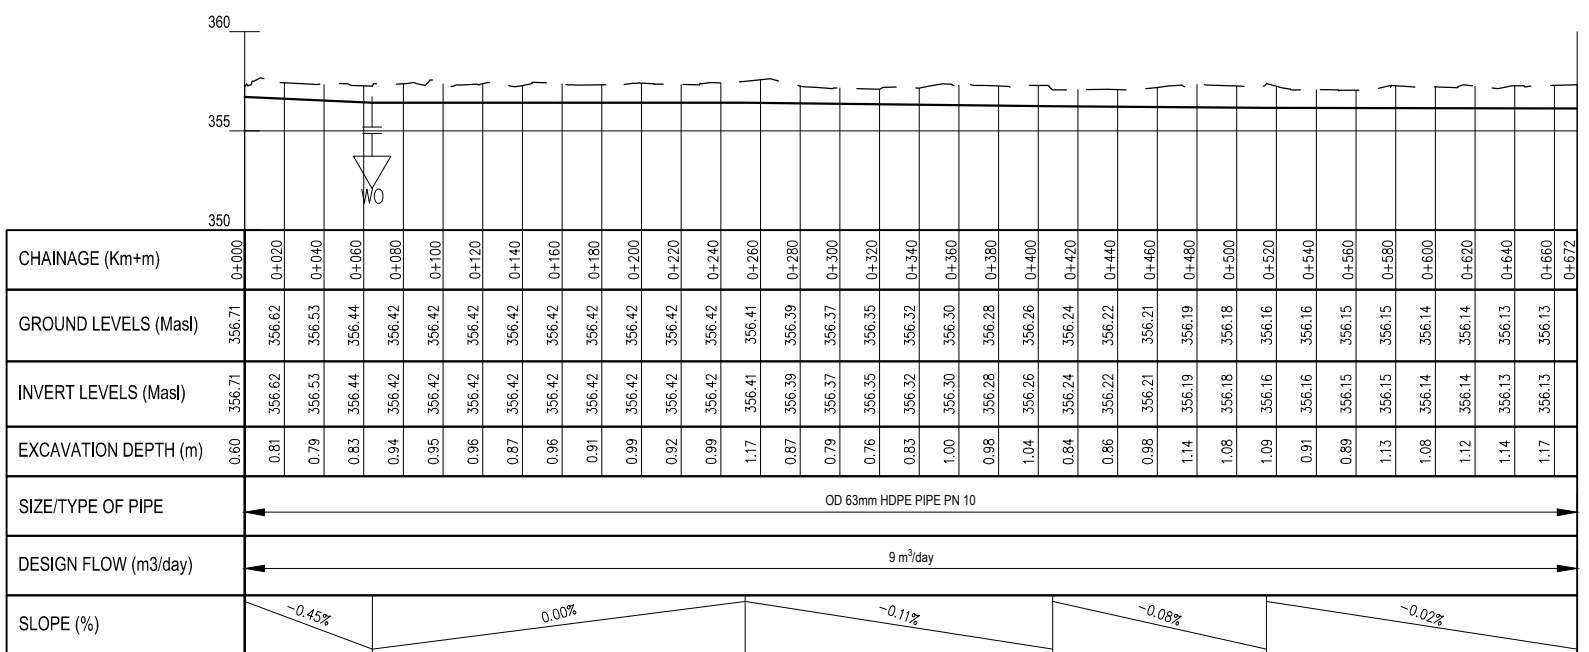 360
355
WO
350
CHAINAGE (Km+m) 0+000 0+020 0+040 0+060 0+080 0+100 0+120 0+140 0+160 0+180 0+200 0+220 0+240 0+260 0+280 0+300 0+320 0+340 0+360 0+380 0+400 0+420 0+440 0+460 0+480 0+500 0+520 0+540 0+560 0+580 0+600 0+620 0+640 0+660 0+672
GROUND LEVELS (Masl) 356.71 356.62 356.53 356.44 356.42 356.42 356.42 356.42 356.42 356.42 356.42 356.42 356.42 356.41 356.39 356.37 356.35 356.32 356.30 356.28 356.26 356.24 356.22 356.21 356.19 356.18 356.16 356.16 356.15 356.15 356.14 356.14 356.13 356.13
INVERT LEVELS (Masl) 356.71 356.62 356.53 356.44 356.42 356.42 356.42 356.42 356.42 356.42 356.42 356.42 356.42 356.41 356.39 356.37 356.35 356.32 356.30 356.28 356.26 356.24 356.22 356.21 356.19 356.18 356.16 356.16 356.15 356.15 356.14 356.14 356.13 356.13
EXCAVATION DEPTH (m) 0.60 0.81 0.79 0.83 0.94 0.95 0.96 0.87 0.96 0.91 0.99 0.92 0.99 1.17 0.87 0.79 0.76 0.83 1.00 0.98 1.04 0.84 0.86 0.98 1.14 1.08 1.09 0.91 0.89 1.13 1.08 1.12 1.14 1.17
SIZE/TYPE OF PIPE OD 63mm HDPE PIPE PN 10
DESIGN FLOW (m3/day) 9 m³/day
SLOPE (%) -0.45% 0.00% -0.11% -0.08% -0.02%